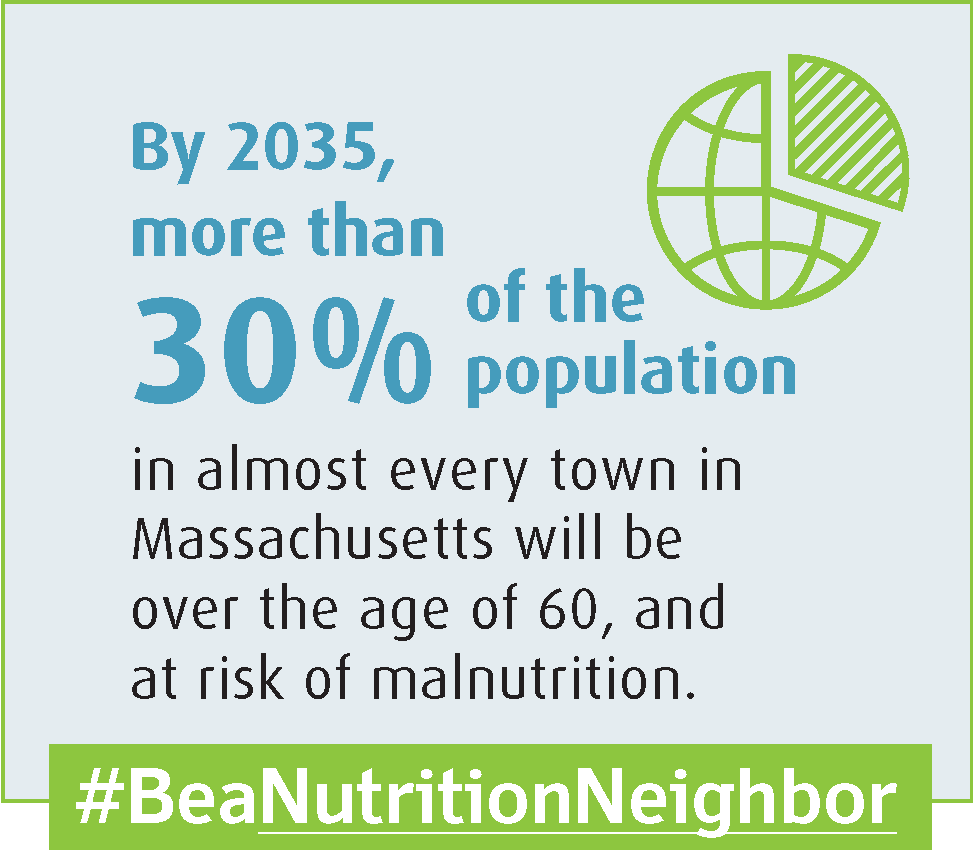 By 2035,
more than
30% of the
population
in almost every town in
Massachusetts will be
over the age of 60, and
at risk of malnutrition.
#BeaNutritionNeighbor